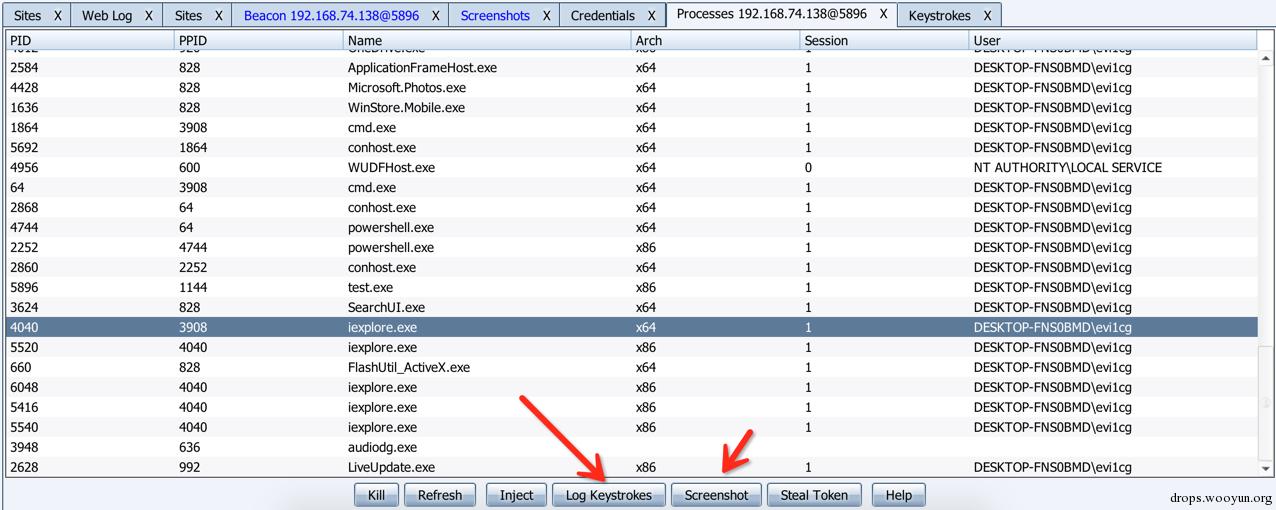 Sites X Web Log X Sites X Beacon 192.168.74.138@5896 X Screenshots X Credentials X Processes 192.168.74.138@5896 X Keystrokes X
PID PPID Name Arch Session User
2584 828 ApplicationFrameHost.exe x64 1 DESKTOP-FNS0BMD\evi1cg
4428 828 Microsoft.Photos.exe x64 1 DESKTOP-FNS0BMD\evi1cg
1636 828 WinStore.Mobile.exe x64 1 DESKTOP-FNS0BMD\evi1cg
1864 3908 cmd.exe x64 1 DESKTOP-FNS0BMD\evi1cg
5692 1864 conhost.exe x64 1 DESKTOP-FNS0BMD\evi1cg
4956 600 WUDFHost.exe x64 0 NT AUTHORITY\LOCAL SERVICE
64 3908 cmd.exe x64 1 DESKTOP-FNS0BMD\evi1cg
2868 64 conhost.exe x64 1 DESKTOP-FNS0BMD\evi1cg
4744 64 powershell.exe x64 1 DESKTOP-FNS0BMD\evi1cg
2252 4744 powershell.exe x86 1 DESKTOP-FNS0BMD\evi1cg
2860 2252 conhost.exe x64 1 DESKTOP-FNS0BMD\evi1cg
5896 1144 test.exe x86 1 DESKTOP-FNS0BMD\evi1cg
3624 828 SearchUI.exe x64 1 DESKTOP-FNS0BMD\evi1cg
4040 3908 iexplore.exe x64 1 DESKTOP-FNS0BMD\evi1cg
5520 4040 iexplore.exe x86 1 DESKTOP-FNS0BMD\evi1cg
660 828 FlashUtil_ActiveX.exe x64 1 DESKTOP-FNS0BMD\evi1cg
6048 4040 iexplore.exe x86 1 DESKTOP-FNS0BMD\evi1cg
5416 4040 iexplore.exe x86 1 DESKTOP-FNS0BMD\evi1cg
5540 4040 iexplore.exe x86 1 DESKTOP-FNS0BMD\evi1cg
3948 636 audiodg.exe
2628 992 LiveUpdate.exe x86 1 DESKTOP-FNS0BMD\evi1cg
Kill Refresh Inject Log Keystrokes Screenshot Steal Token Help
drops.wooyun.org